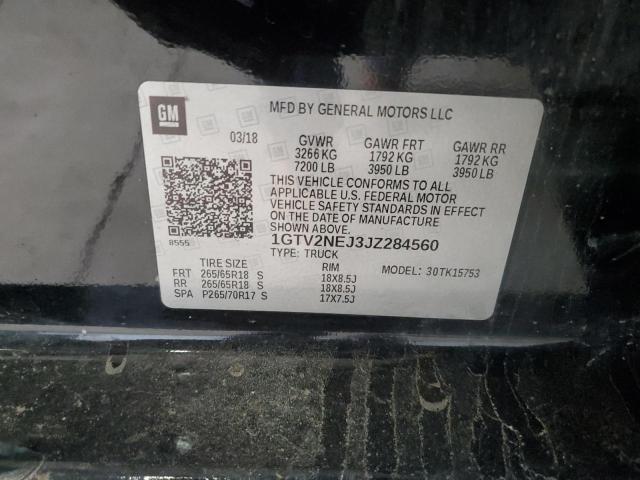 GM
MFD BY GENERAL MOTORS LLC
03/18 GVWR GAWR FRT GAWR RR
3266 KG 1792 KG 1792 KG
7200 LB 3950 LB 3950 LB
THIS VEHICLE CONFORMS TO ALL
APPLICABLE U.S. FEDERAL MOTOR
VEHICLE SAFETY STANDARDS IN EFFECT
ON THE DATE OF MANUFACTURE
SHOWN ABOVE.
8555 1GTV2NEJ3JZ284560
TYPE: TRUCK
TIRE SIZE RIM MODEL: 30TK15753
FRT 265/65R18 S 18X8.5J
RR 265/65R18 S 18X8.5J
SPA P265/70R17 S 17X7.5J